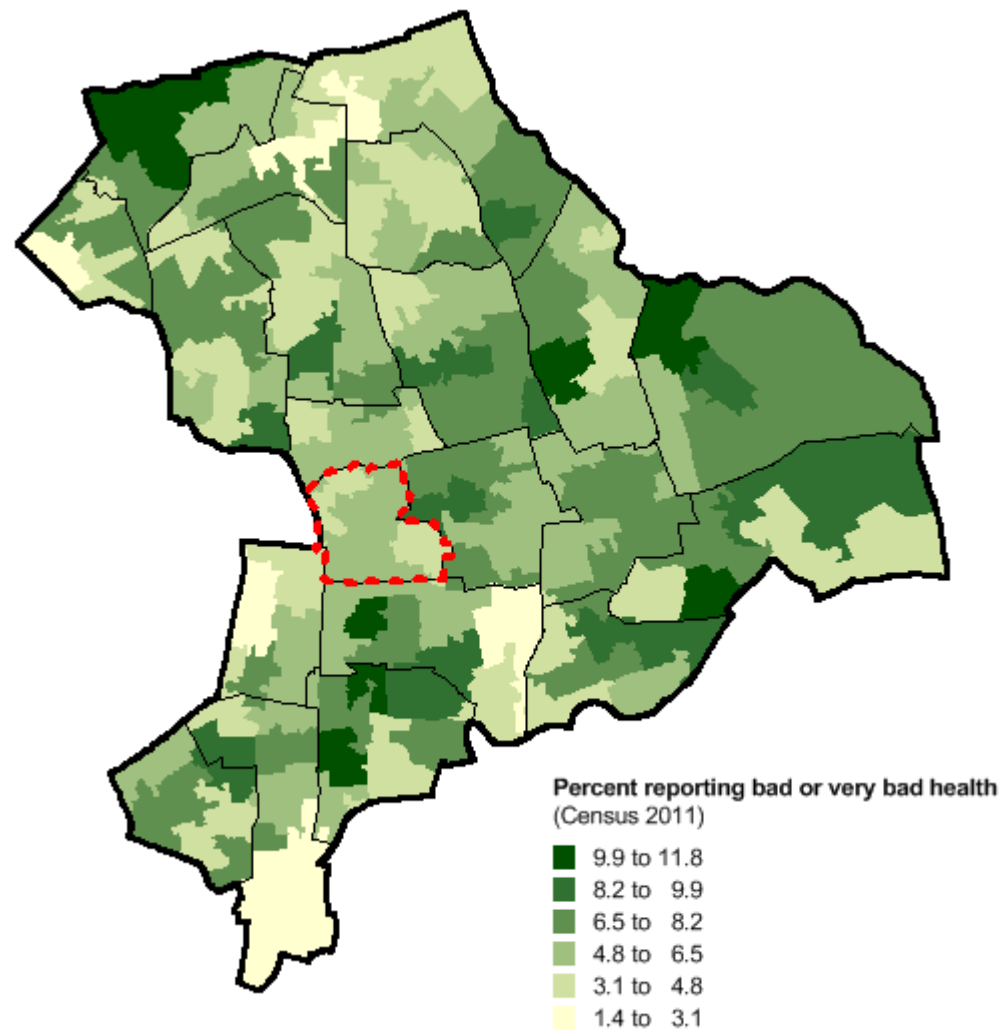 Percent reporting bad or very bad health
(Census 2011)
9.9 to 11.8
8.2 to 9.9
6.5 to 8.2
4.8 to 6.5
3.1 to 4.8
1.4 to 3.1